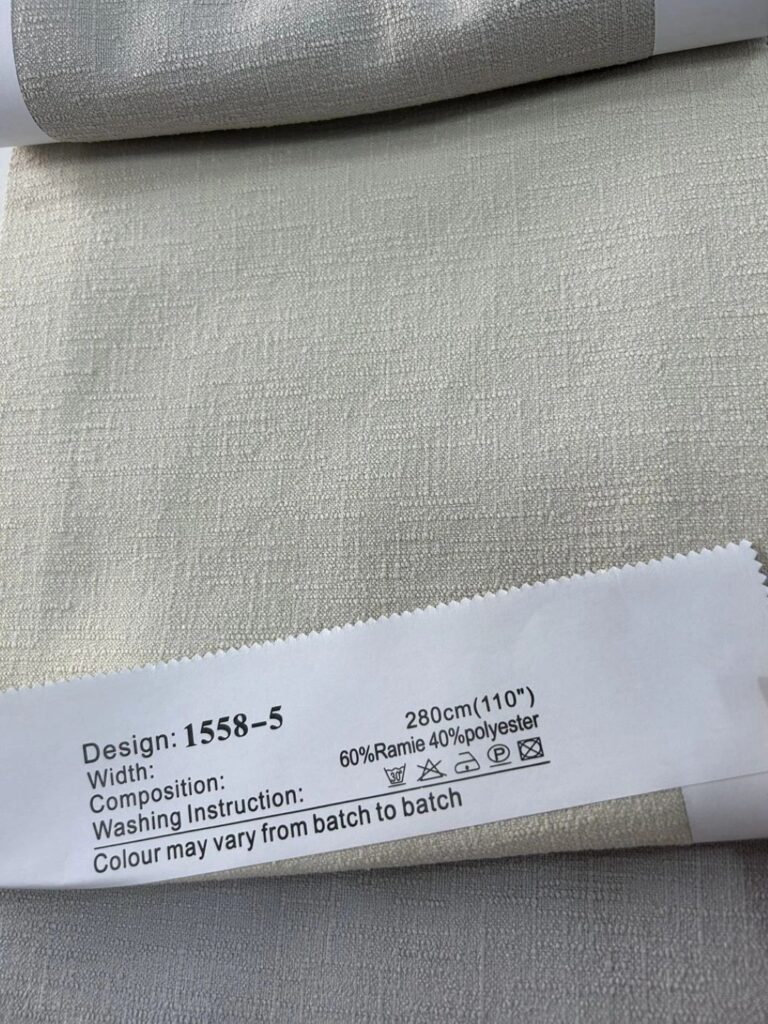 Design: 1558-5
Width: 280cm(110")
Composition: 60%Ramie 40%polyester
Washing Instruction: 30° P
Colour may vary from batch to batch